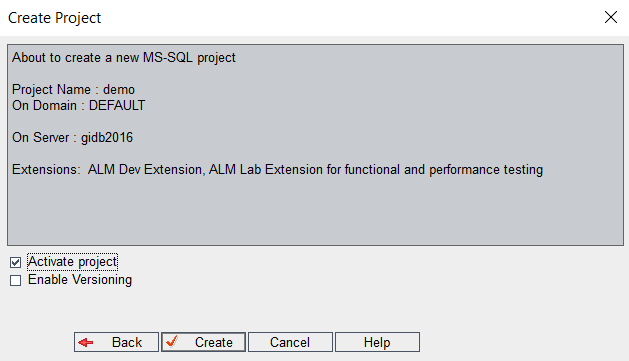 Create Project
About to create a new MS-SQL project
Project Name : demo
On Domain : DEFAULT
On Server : gidb2016
Extensions:  ALM Dev Extension, ALM Lab Extension for functional and performance testing
Activate project
Enable Versioning
Back Create Cancel Help